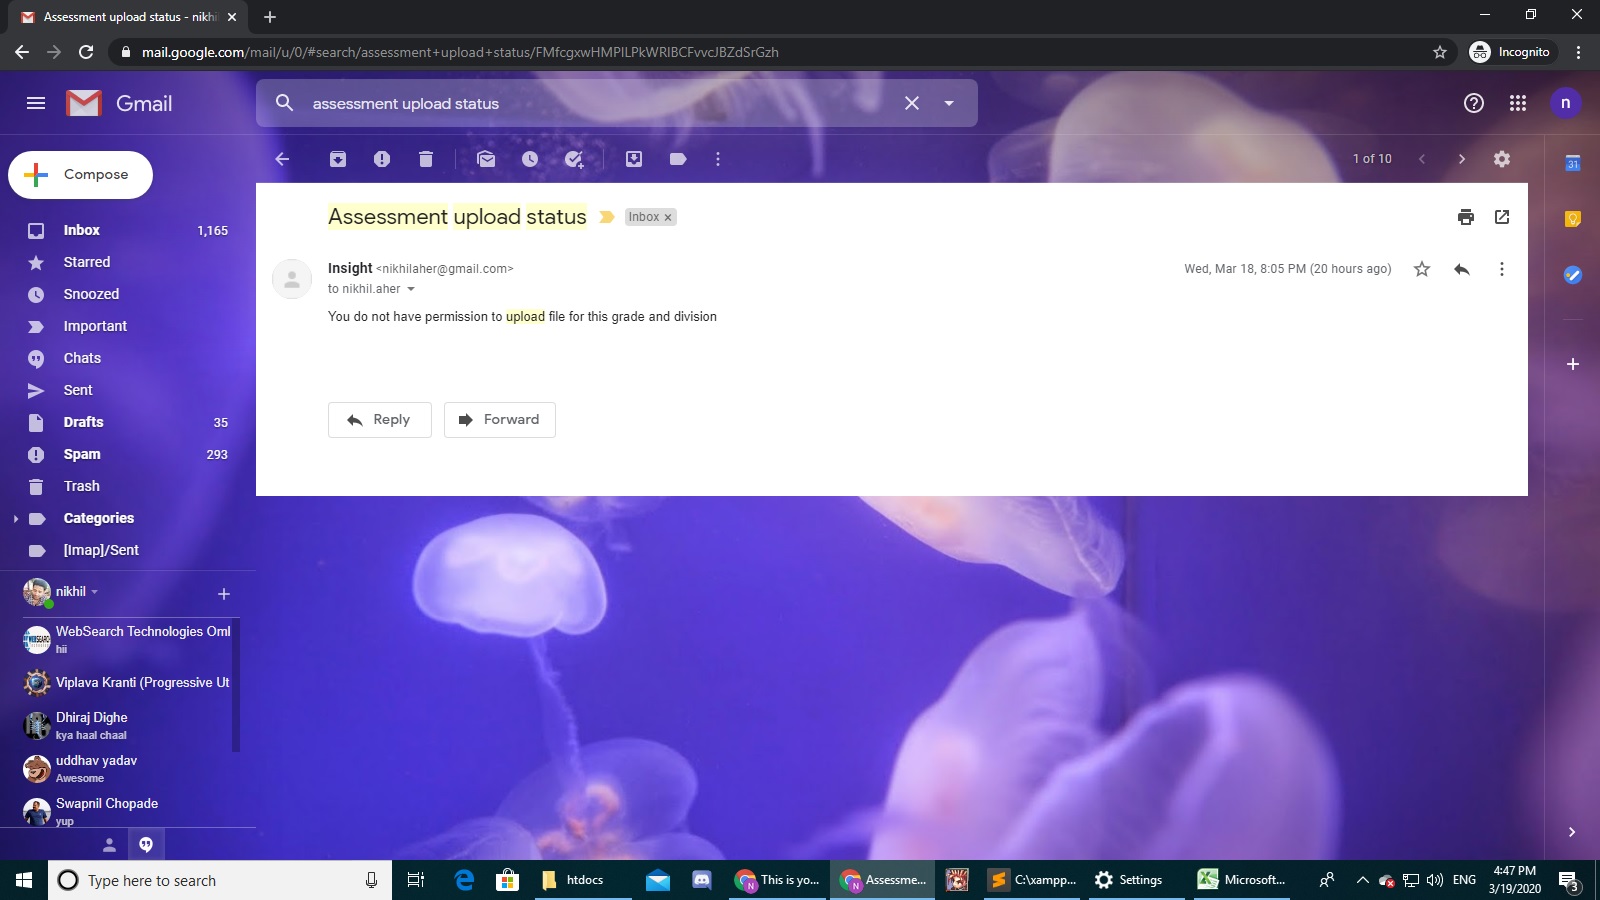 Assessment upload status - nikhil
mail.google.com/mail/u/0/#search/assessment+upload+status/FMfcgxwHMPlLPkWRlBCFvvcJBZdSrGzh
Incognito
Gmail
assessment upload status
n
Compose
1 of 10
31
Inbox 1,165
Starred
Snoozed
Important
Chats
Sent
Drafts 35
Spam 293
Trash
Categories
[Imap]/Sent
Assessment upload status
Inbox x
Insight <nikhilaher@gmail.com>
Wed, Mar 18, 8:05 PM (20 hours ago)
to nikhil.aher
You do not have permission to upload file for this grade and division
Reply
Forward
nikhil
WebSearch Technologies Oml
hii
Viplava Kranti (Progressive Ut
Dhiraj Dighe
kya haal chaal
uddhav yadav
Awesome
Swapnil Chopade
yup
Type here to search
htdocs
This is yo...
Assessme...
C:\xampp...
Settings
Microsoft...
ENG
4:47 PM
3/19/2020
3